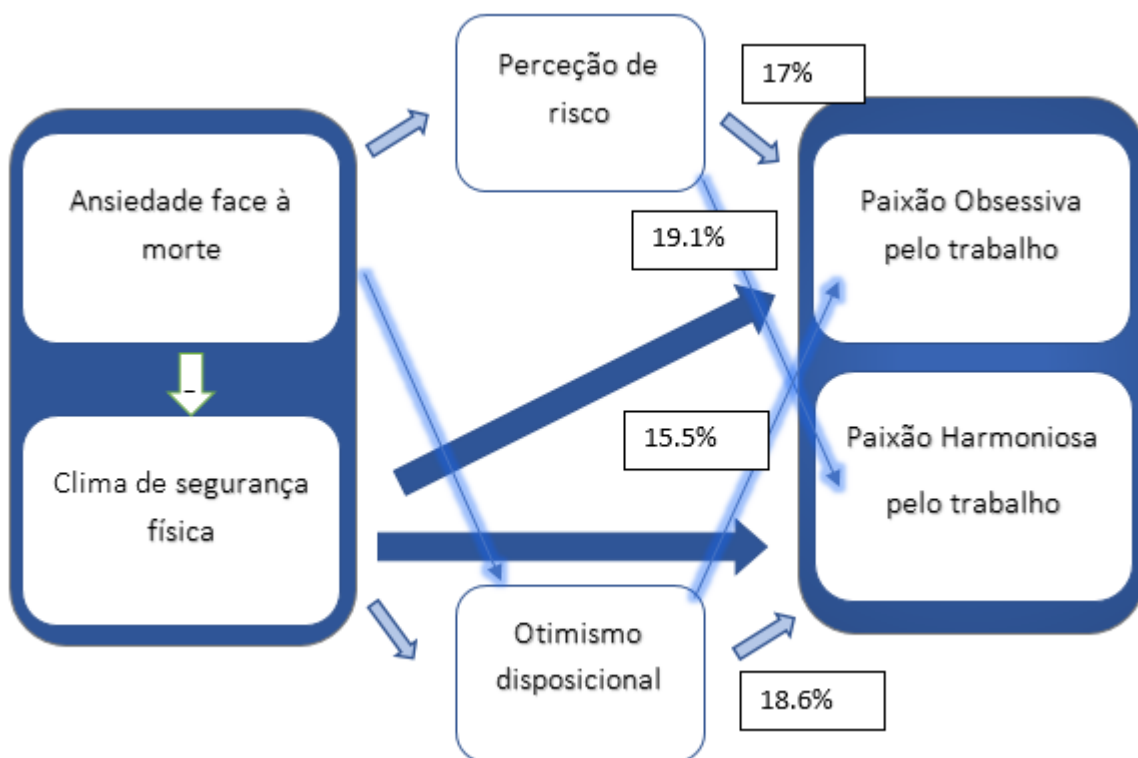 Perceção de
risco
17%
Ansiedade face à
morte
Paixão Obsessiva
pelo trabalho
19.1%
–
Clima de segurança
física
15.5%
Paixão Harmoniosa
pelo trabalho
Otimismo
disposicional
18.6%